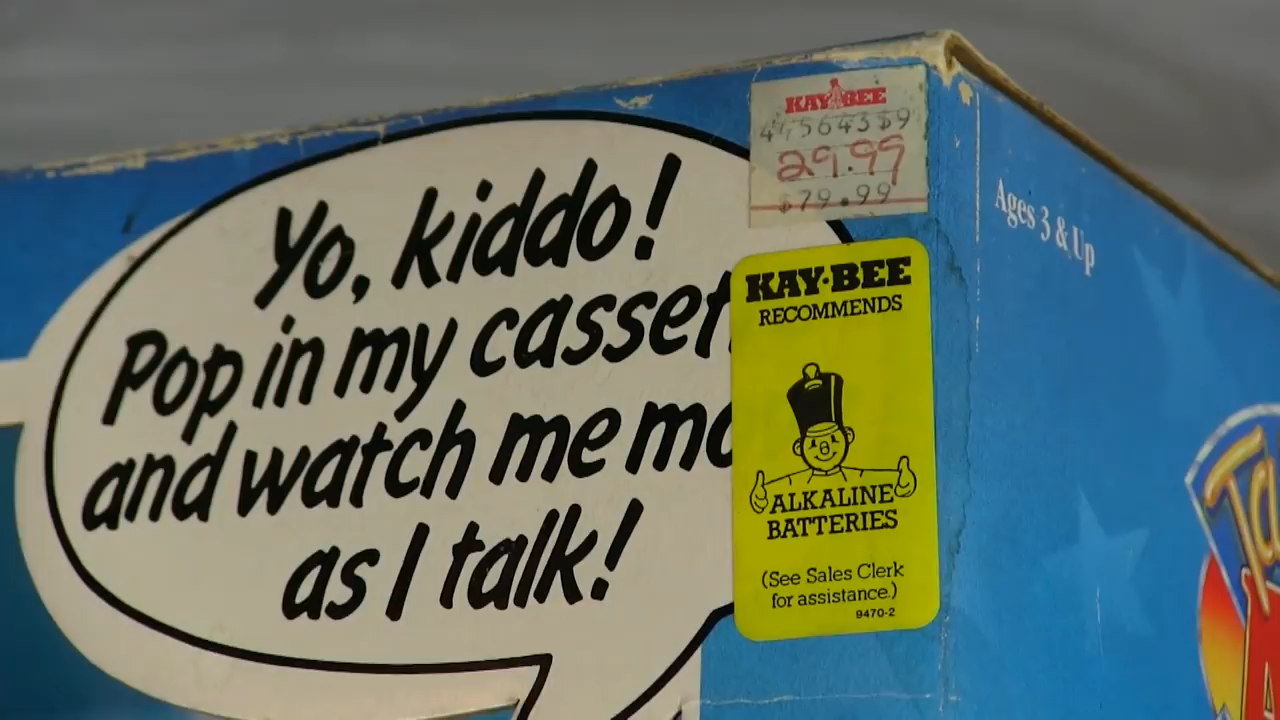 Yo, kiddo!
Pop in my casset
and watch me mo
as I talk!
KAY BEE
29.99
$79.99
KAY·BEE
RECOMMENDS
ALKALINE
BATTERIES
(See Sales Clerk
for assistance.)
9470-2
Ages 3 & Up